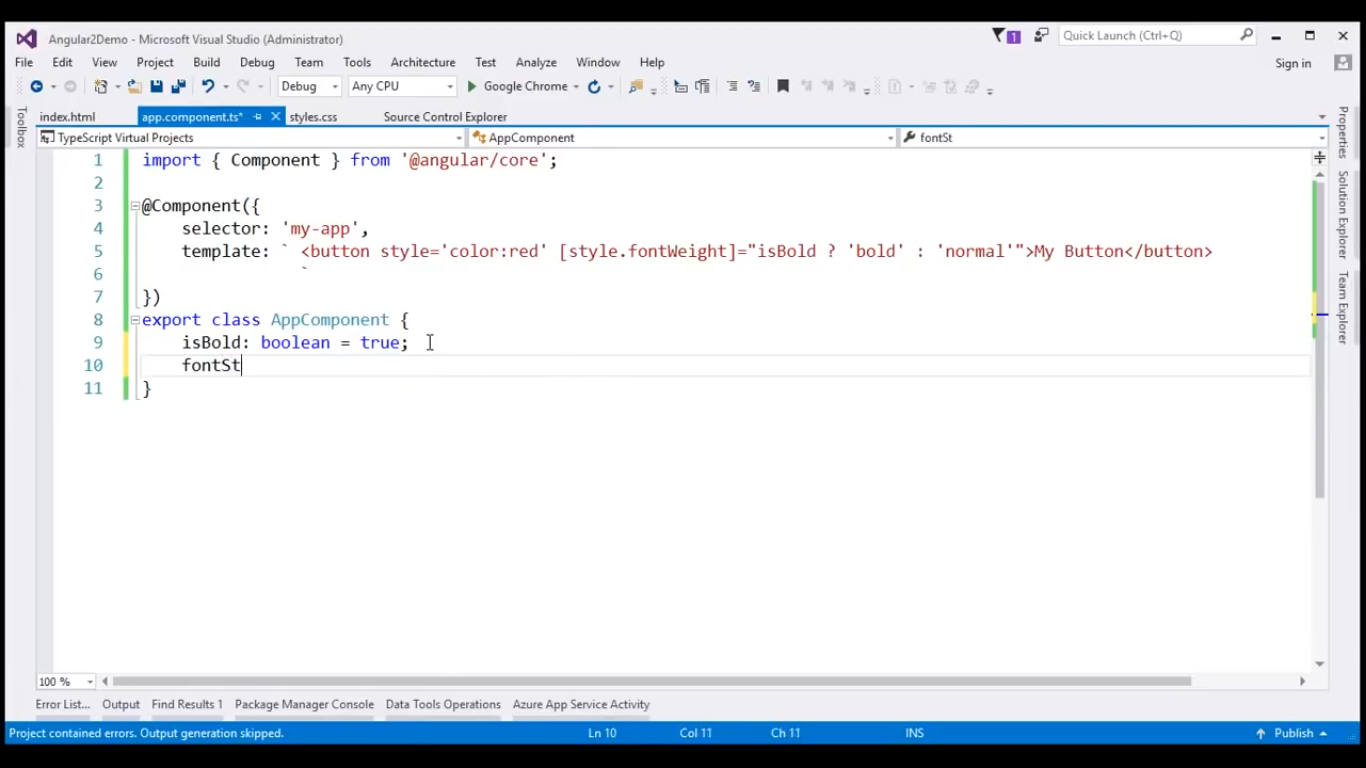 Angular2Demo - Microsoft Visual Studio (Administrator)
1
Quick Launch (Ctrl+Q)
File Edit View Project Build Debug Team Tools Architecture Test Analyze Window Help
Sign in
Debug Any CPU Google Chrome
index.html app.component.ts* styles.css Source Control Explorer
TypeScript Virtual Projects AppComponent fontSt
1 import { Component } from '@angular/core';
2
3 @Component({
4 selector: 'my-app',
5 template: ` <button style='color:red' [style.fontWeight]="isBold ? 'bold' : 'normal'">My Button</button>
6 `
7 })
8 export class AppComponent {
9 isBold: boolean = true;
10 fontSt
11 }
Toolbox
Properties
Solution Explorer
Team Explorer
100 %
Error List... Output Find Results 1 Package Manager Console Data Tools Operations Azure App Service Activity
Project contained errors. Output generation skipped. Ln 10 Col 11 Ch 11 INS Publish